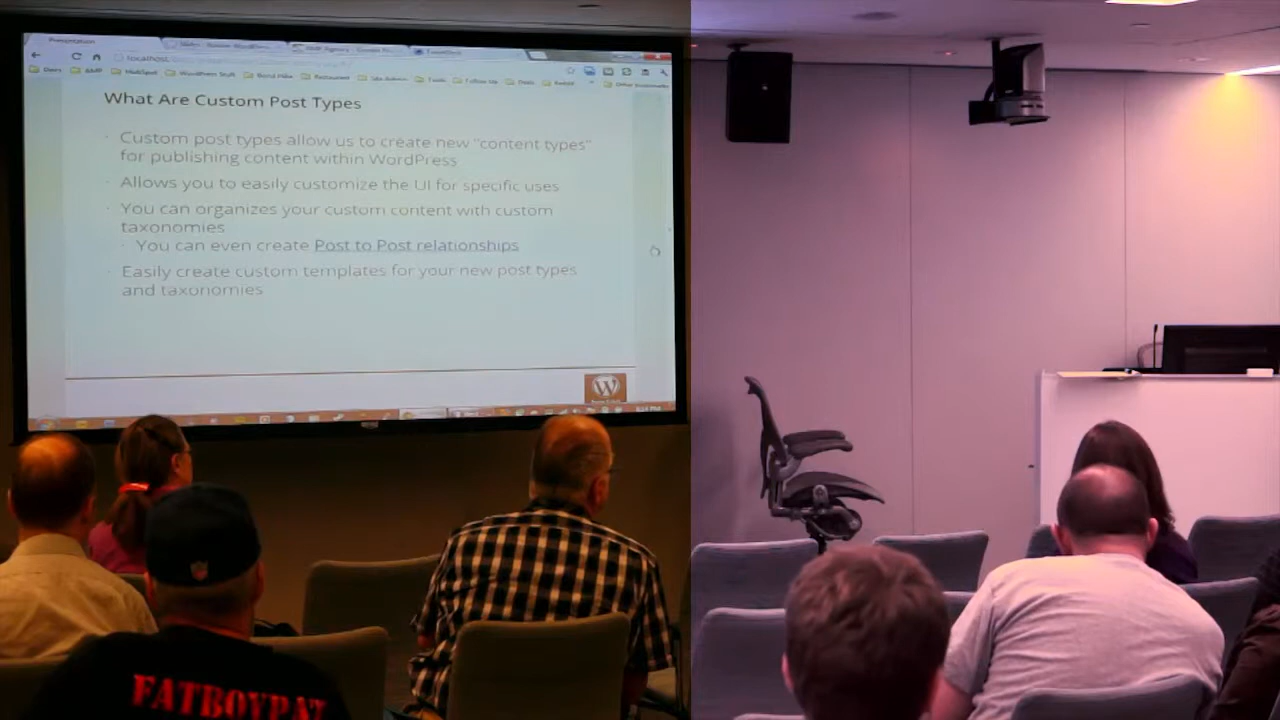 Presentation
localhost
What Are Custom Post Types
Custom post types allow us to create new "content types"
for publishing content within WordPress
Allows you to easily customize the UI for specific uses
You can organizes your custom content with custom
taxonomies
You can even create Post to Post relationships
Easily create custom templates for your new post types
and taxonomies
W
FATBOYPAT